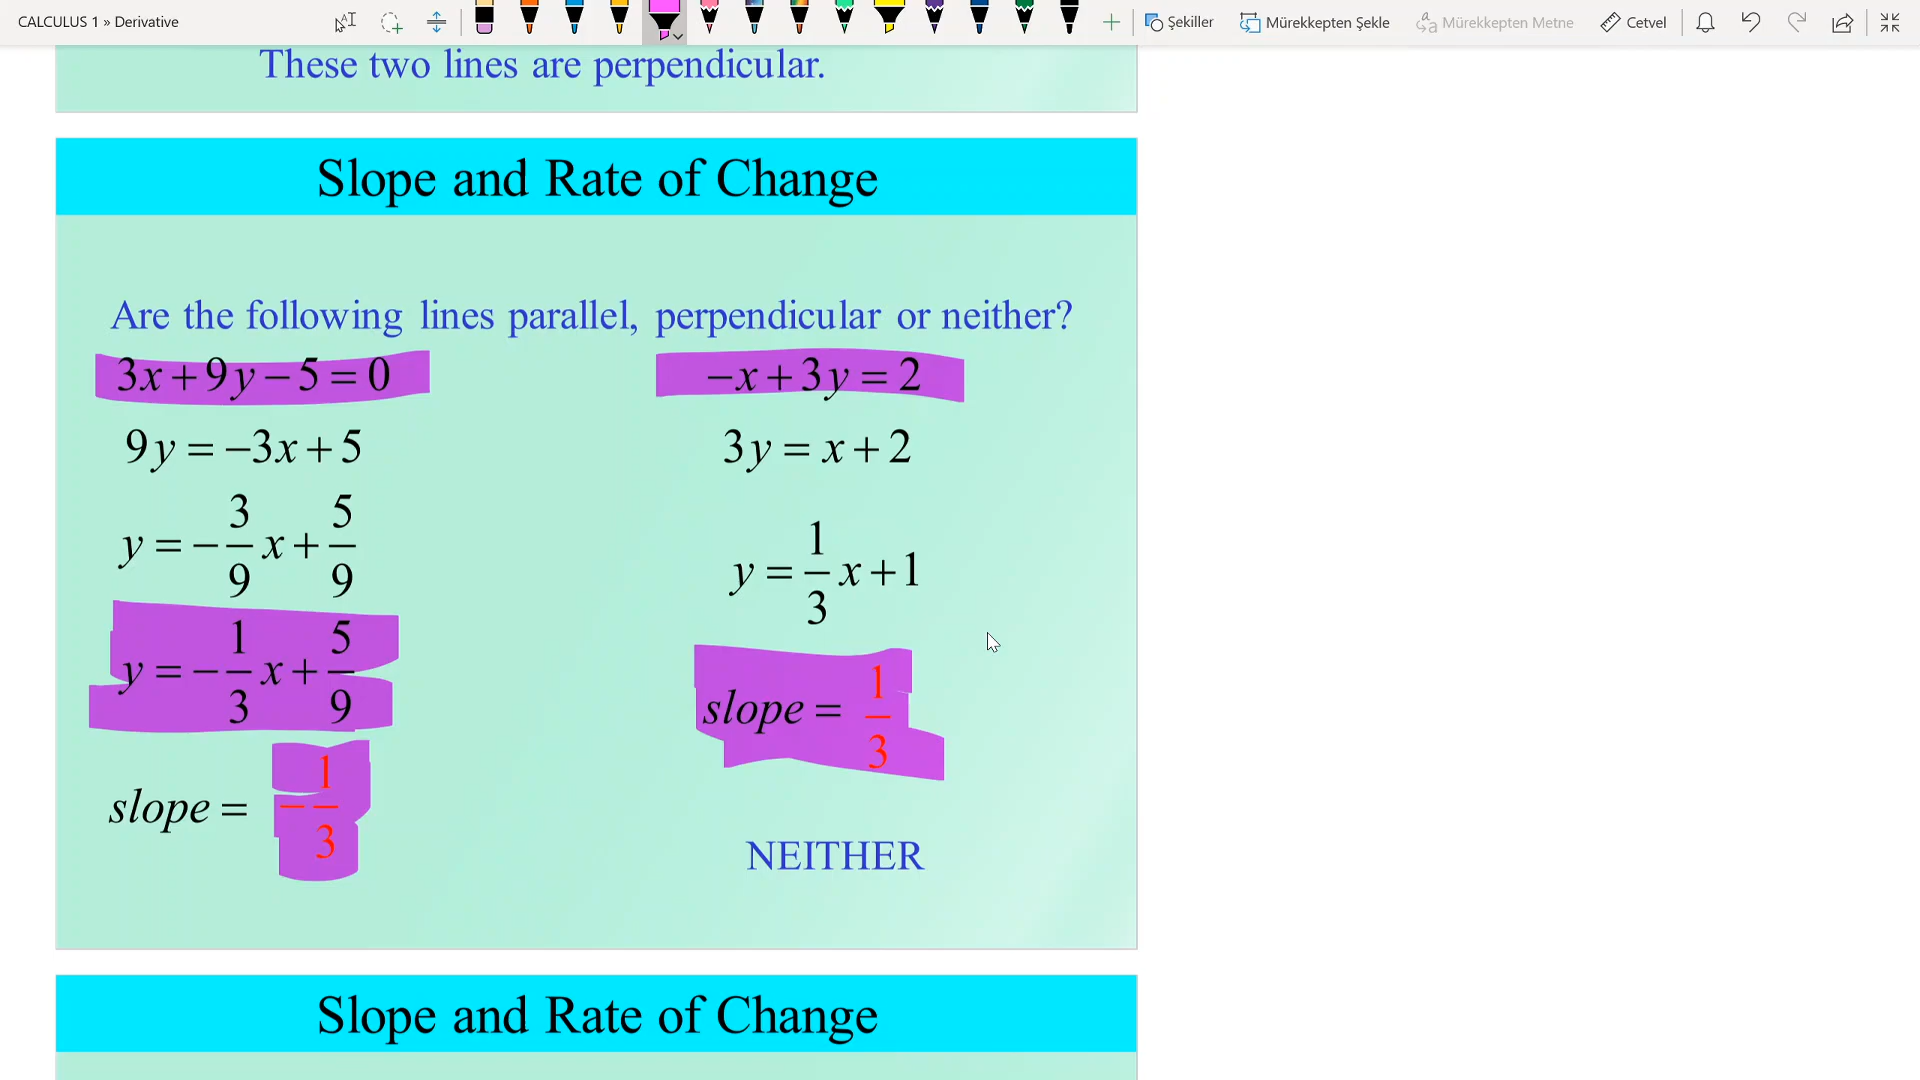 CALCULUS 1 » Derivative
Şekiller
Mürekkepten Şekle
Mürekkepten Metne
Cetvel
These two lines are perpendicular.
Slope and Rate of Change
Are the following lines parallel, perpendicular or neither?
3x + 9y − 5 = 0
9y = −3x + 5
y = −3/9 x + 5/9
y = −1/3 x + 5/9
slope = −1/3
−x + 3y = 2
3y = x + 2
y = 1/3 x + 1
slope = 1/3
NEITHER
Slope and Rate of Change